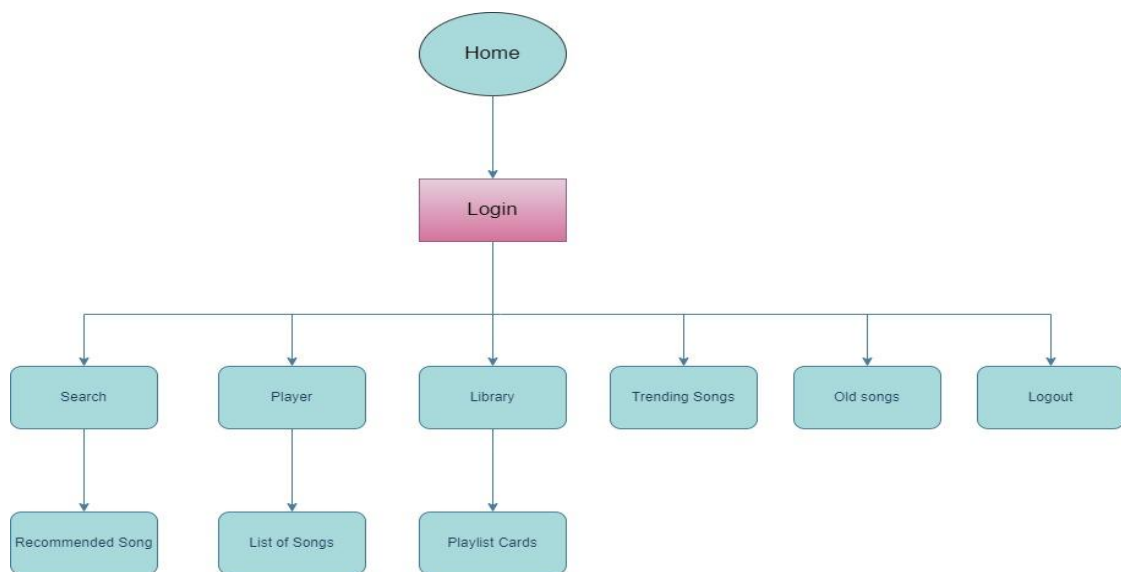 Home
Login
Search
Player
Library
Trending Songs
Old songs
Logout
Recommended Song
List of Songs
Playlist Cards